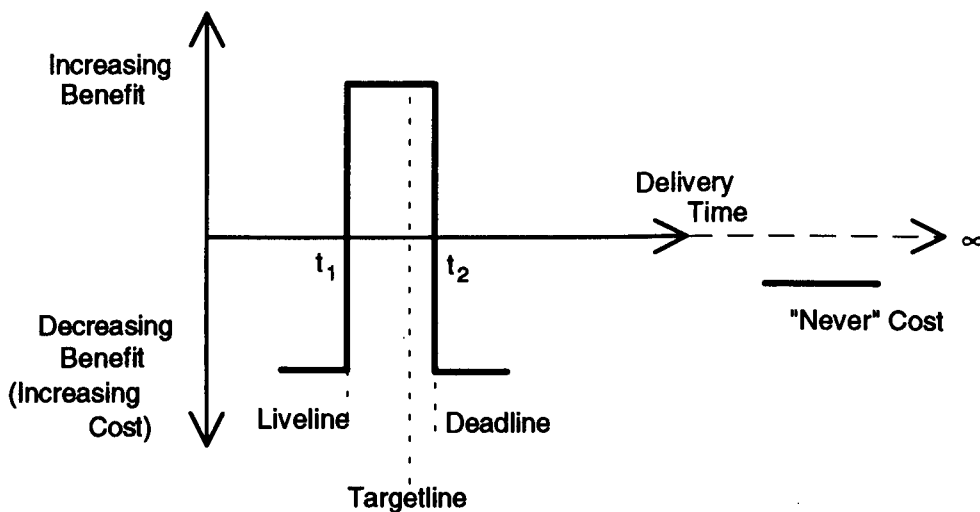 Increasing
Benefit
Delivery
Time
∞
t₁
t₂
"Never" Cost
Decreasing
Benefit
(Increasing
Cost)
Liveline
Deadline
Targetline